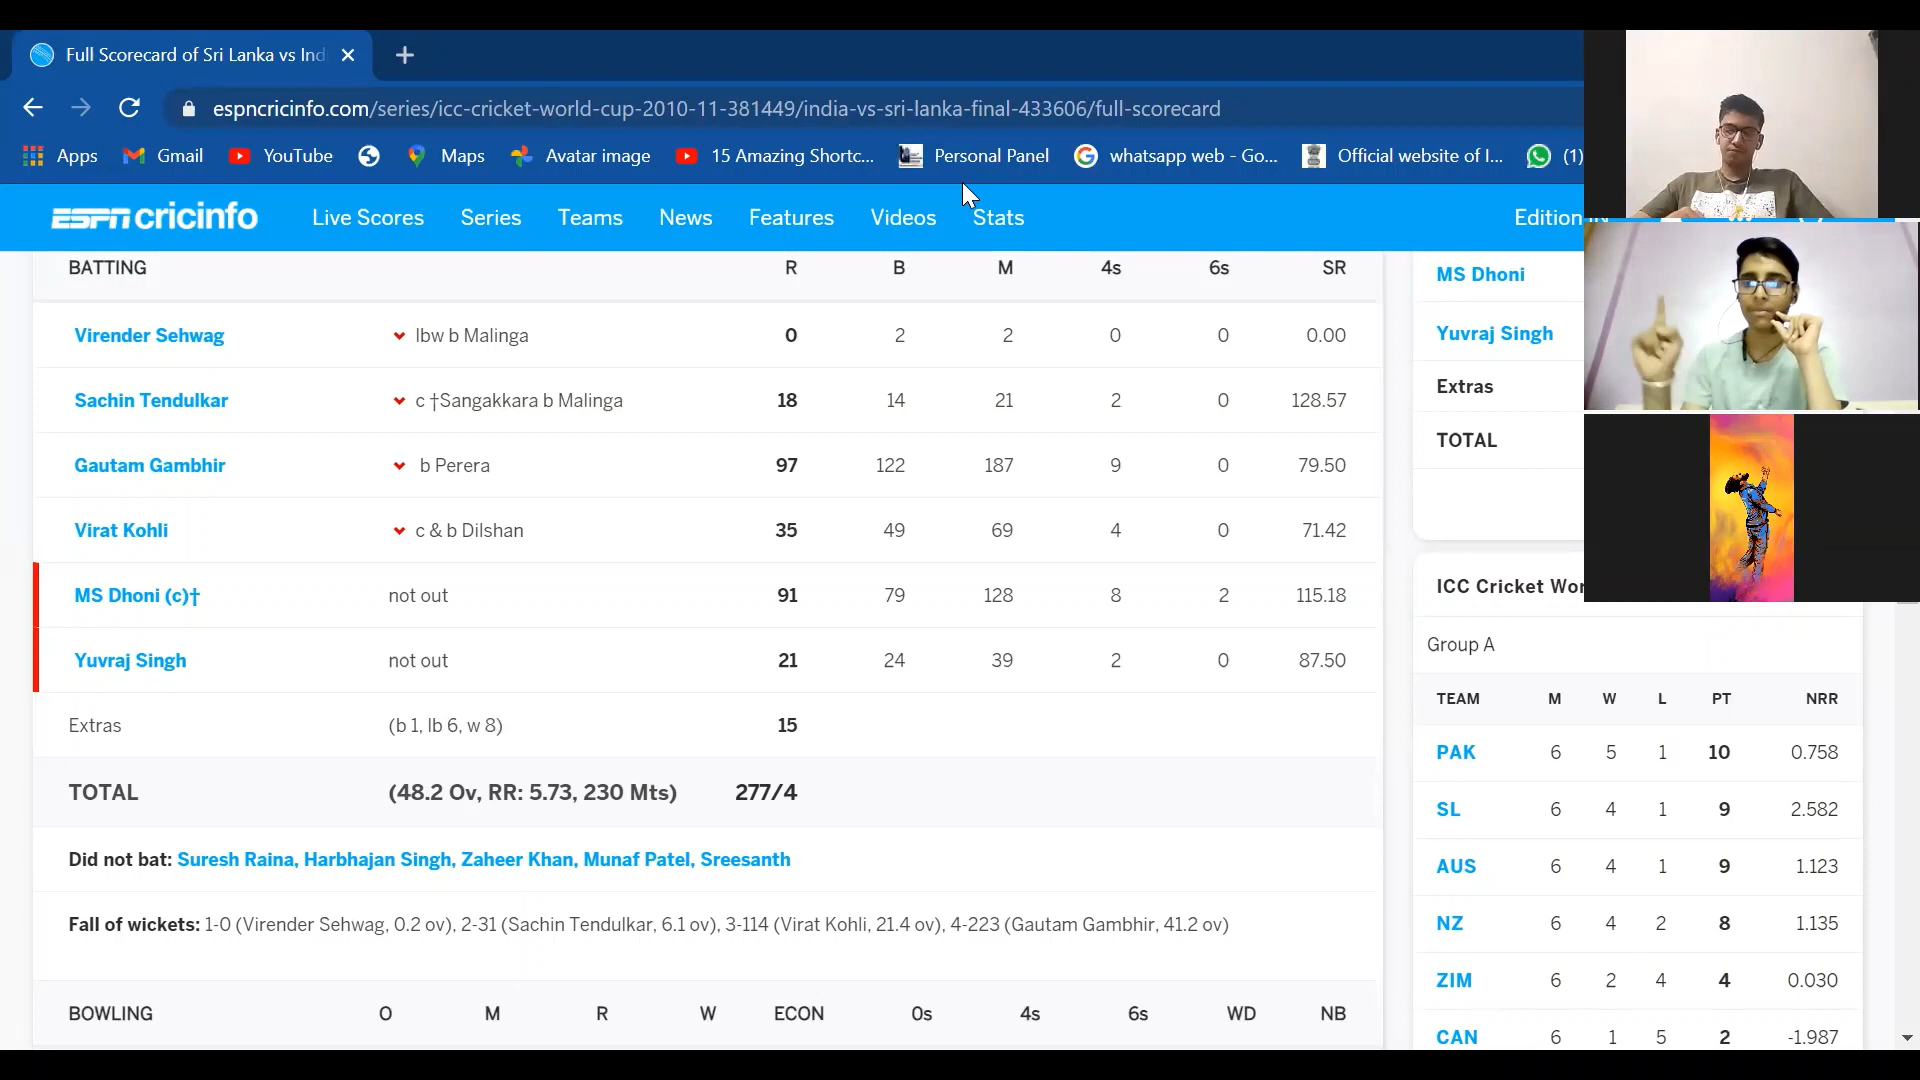 Full Scorecard of Sri Lanka vs Ind
espncricinfo.com/series/icc-cricket-world-cup-2010-11-381449/india-vs-sri-lanka-final-433606/full-scorecard
Apps Gmail YouTube Maps Avatar image 15 Amazing Shortc... Personal Panel whatsapp web - Go... Official website of I... (1)
ESPN cricinfo Live Scores Series Teams News Features Videos Stats Edition IN
BATTING R B M 4s 6s SR
Virender Sehwag lbw b Malinga 0 2 2 0 0 0.00
Sachin Tendulkar c †Sangakkara b Malinga 18 14 21 2 0 128.57
Gautam Gambhir b Perera 97 122 187 9 0 79.50
Virat Kohli c & b Dilshan 35 49 69 4 0 71.42
MS Dhoni (c)† not out 91 79 128 8 2 115.18
Yuvraj Singh not out 21 24 39 2 0 87.50
Extras (b 1, lb 6, w 8) 15
TOTAL (48.2 Ov, RR: 5.73, 230 Mts) 277/4
Did not bat: Suresh Raina, Harbhajan Singh, Zaheer Khan, Munaf Patel, Sreesanth
Fall of wickets: 1-0 (Virender Sehwag, 0.2 ov), 2-31 (Sachin Tendulkar, 6.1 ov), 3-114 (Virat Kohli, 21.4 ov), 4-223 (Gautam Gambhir, 41.2 ov)
BOWLING O M R W ECON 0s 4s 6s WD NB
MS Dhoni
Yuvraj Singh
Extras
TOTAL
ICC Cricket Wor
Group A
TEAM M W L PT NRR
PAK 6 5 1 10 0.758
SL 6 4 1 9 2.582
AUS 6 4 1 9 1.123
NZ 6 4 2 8 1.135
ZIM 6 2 4 4 0.030
CAN 6 1 5 2 -1.987